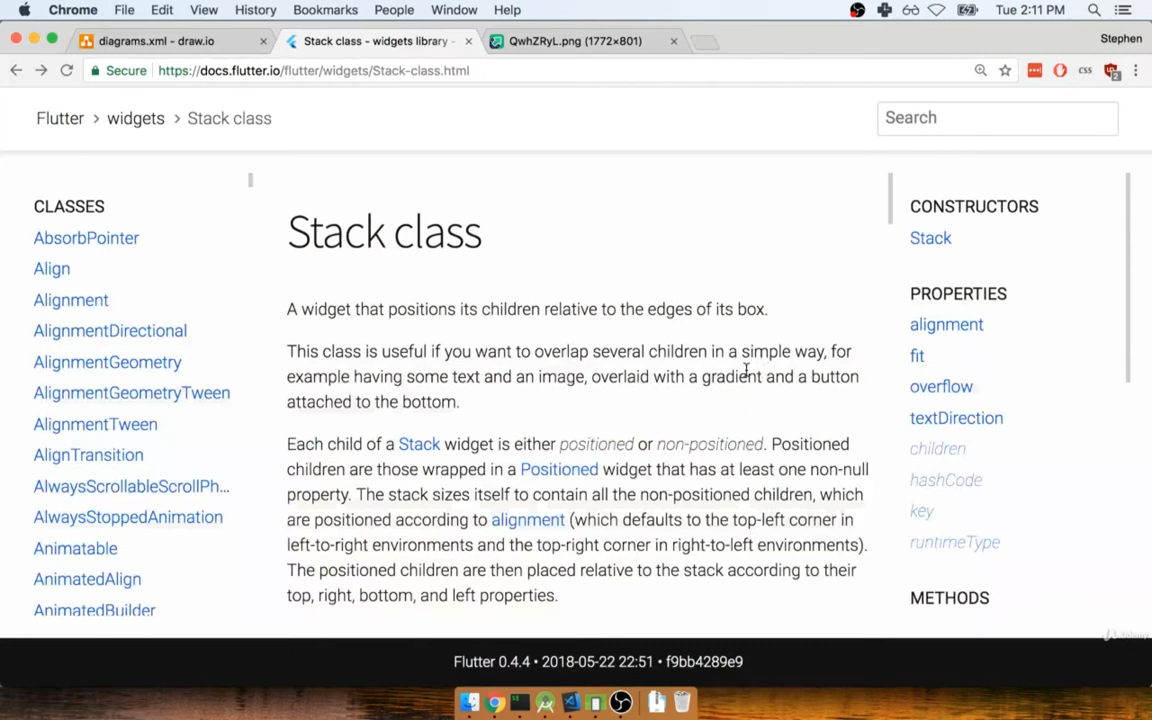 Chrome File Edit View History Bookmarks People Window Help Tue 2:11 PM
diagrams.xml - draw.io
Stack class - widgets library -
QwhZRyL.png (1772×801)
Stephen
Secure https://docs.flutter.io/flutter/widgets/Stack-class.html
CSS
2
Flutter > widgets > Stack class
Search
CLASSES
AbsorbPointer
Align
Alignment
AlignmentDirectional
AlignmentGeometry
AlignmentGeometryTween
AlignmentTween
AlignTransition
AlwaysScrollableScrollPh...
AlwaysStoppedAnimation
Animatable
AnimatedAlign
AnimatedBuilder
Stack class
A widget that positions its children relative to the edges of its box.
This class is useful if you want to overlap several children in a simple way, for
example having some text and an image, overlaid with a gradient and a button
attached to the bottom.
Each child of a Stack widget is either positioned or non-positioned. Positioned
children are those wrapped in a Positioned widget that has at least one non-null
property. The stack sizes itself to contain all the non-positioned children, which
are positioned according to alignment (which defaults to the top-left corner in
left-to-right environments and the top-right corner in right-to-left environments).
The positioned children are then placed relative to the stack according to their
top, right, bottom, and left properties.
CONSTRUCTORS
Stack
PROPERTIES
alignment
fit
overflow
textDirection
children
hashCode
key
runtimeType
METHODS
Flutter 0.4.4 • 2018-05-22 22:51 • f9bb4289e9